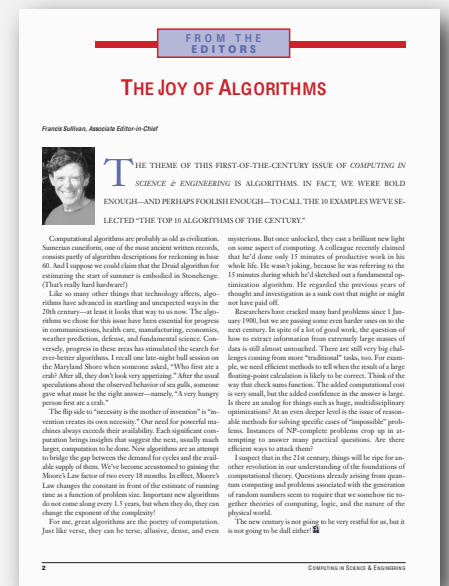 FROM THE
EDITORS
THE JOY OF ALGORITHMS
Francis Sullivan, Associate Editor-in-Chief
THE THEME OF THIS FIRST-OF-THE-CENTURY ISSUE OF COMPUTING IN
SCIENCE & ENGINEERING IS ALGORITHMS. IN FACT, WE WERE BOLD
ENOUGH—AND PERHAPS FOOLISH ENOUGH—TO CALL THE 10 EXAMPLES WE'VE SE-
LECTED “THE TOP 10 ALGORITHMS OF THE CENTURY.”
Computational algorithms are probably as old as civilization.
Sumerian cuneiform, one of the most ancient written records,
consists partly of algorithm descriptions for reckoning in base
60. And I suppose we could claim that the Druid algorithm for
estimating the start of summer is embodied in Stonehenge.
(That's really hard hardware!)
Like so many other things that technology affects, algo-
rithms have advanced in startling and unexpected ways in the
20th century—at least it looks that way to us now. The algo-
rithms we chose for this issue have been essential for progress
in communications, health care, manufacturing, economics,
weather prediction, defense, and fundamental science. Con-
versely, progress in these areas has stimulated the search for
ever-better algorithms. I recall one late-night bull session on
the Maryland Shore when someone asked, “Who first ate a
crab? After all, they don't look very appetizing.” After the usual
speculations about the observed behavior of sea gulls, someone
gave what must be the right answer—namely, “A very hungry
person first ate a crab.”
The flip side to “necessity is the mother of invention” is “in-
vention creates its own necessity.” Our need for powerful ma-
chines always exceeds their availability. Each significant com-
putation brings insights that suggest the next, usually much
larger, computation to be done. New algorithms are an attempt
to bridge the gap between the demand for cycles and the avail-
able supply of them. We've become accustomed to gaining the
Moore's Law factor of two every 18 months. In effect, Moore's
Law changes the constant in front of the estimate of running
time as a function of problem size. Important new algorithms
do not come along every 1.5 years, but when they do, they can
change the exponent of the complexity!
For me, great algorithms are the poetry of computation.
Just like verse, they can be terse, allusive, dense, and even
mysterious. But once unlocked, they cast a brilliant new light
on some aspect of computing. A colleague recently claimed
that he'd done only 15 minutes of productive work in his
whole life. He wasn't joking, because he was referring to the
15 minutes during which he'd sketched out a fundamental op-
timization algorithm. He regarded the previous years of
thought and investigation as a sunk cost that might or might
not have paid off.
Researchers have cracked many hard problems since 1 Jan-
uary 1900, but we are passing some even harder ones on to the
next century. In spite of a lot of good work, the question of
how to extract information from extremely large masses of
data is still almost untouched. There are still very big chal-
lenges coming from more “traditional” tasks, too. For exam-
ple, we need efficient methods to tell when the result of a large
floating-point calculation is likely to be correct. Think of the
way that check sums function. The added computational cost
is very small, but the added confidence in the answer is large.
Is there an analog for things such as huge, multidisciplinary
optimizations? At an even deeper level is the issue of reason-
able methods for solving specific cases of “impossible” prob-
lems. Instances of NP-complete problems crop up in at-
tempting to answer many practical questions. Are there
efficient ways to attack them?
I suspect that in the 21st century, things will be ripe for an-
other revolution in our understanding of the foundations of
computational theory. Questions already arising from quan-
tum computing and problems associated with the generation
of random numbers seem to require that we somehow tie to-
gether theories of computing, logic, and the nature of the
physical world.
The new century is not going to be very restful for us, but it
is not going to be dull either!
2
COMPUTING IN SCIENCE & ENGINEERING